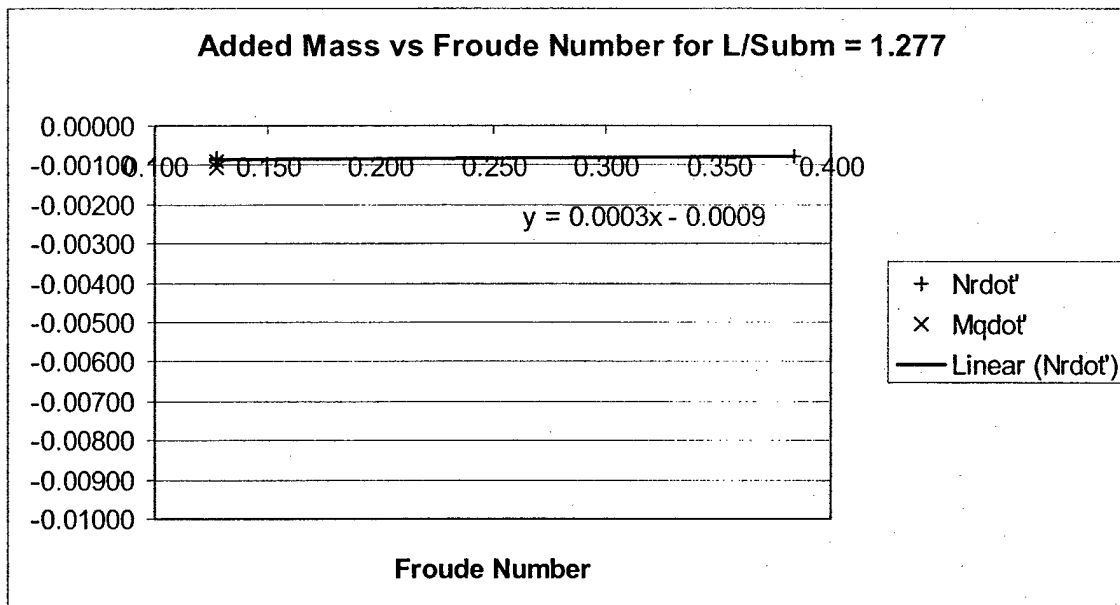 Added Mass vs Froude Number for L/Subm = 1.277
0.00000
-0.00100
-0.00200
-0.00300
-0.00400
-0.00500
-0.00600
-0.00700
-0.00800
-0.00900
-0.01000
0.100 0.150 0.200 0.250 0.300 0.350 0.400
y = 0.0003x - 0.0009
Nrdot'
Mqdot'
Linear (Nrdot')
Froude Number